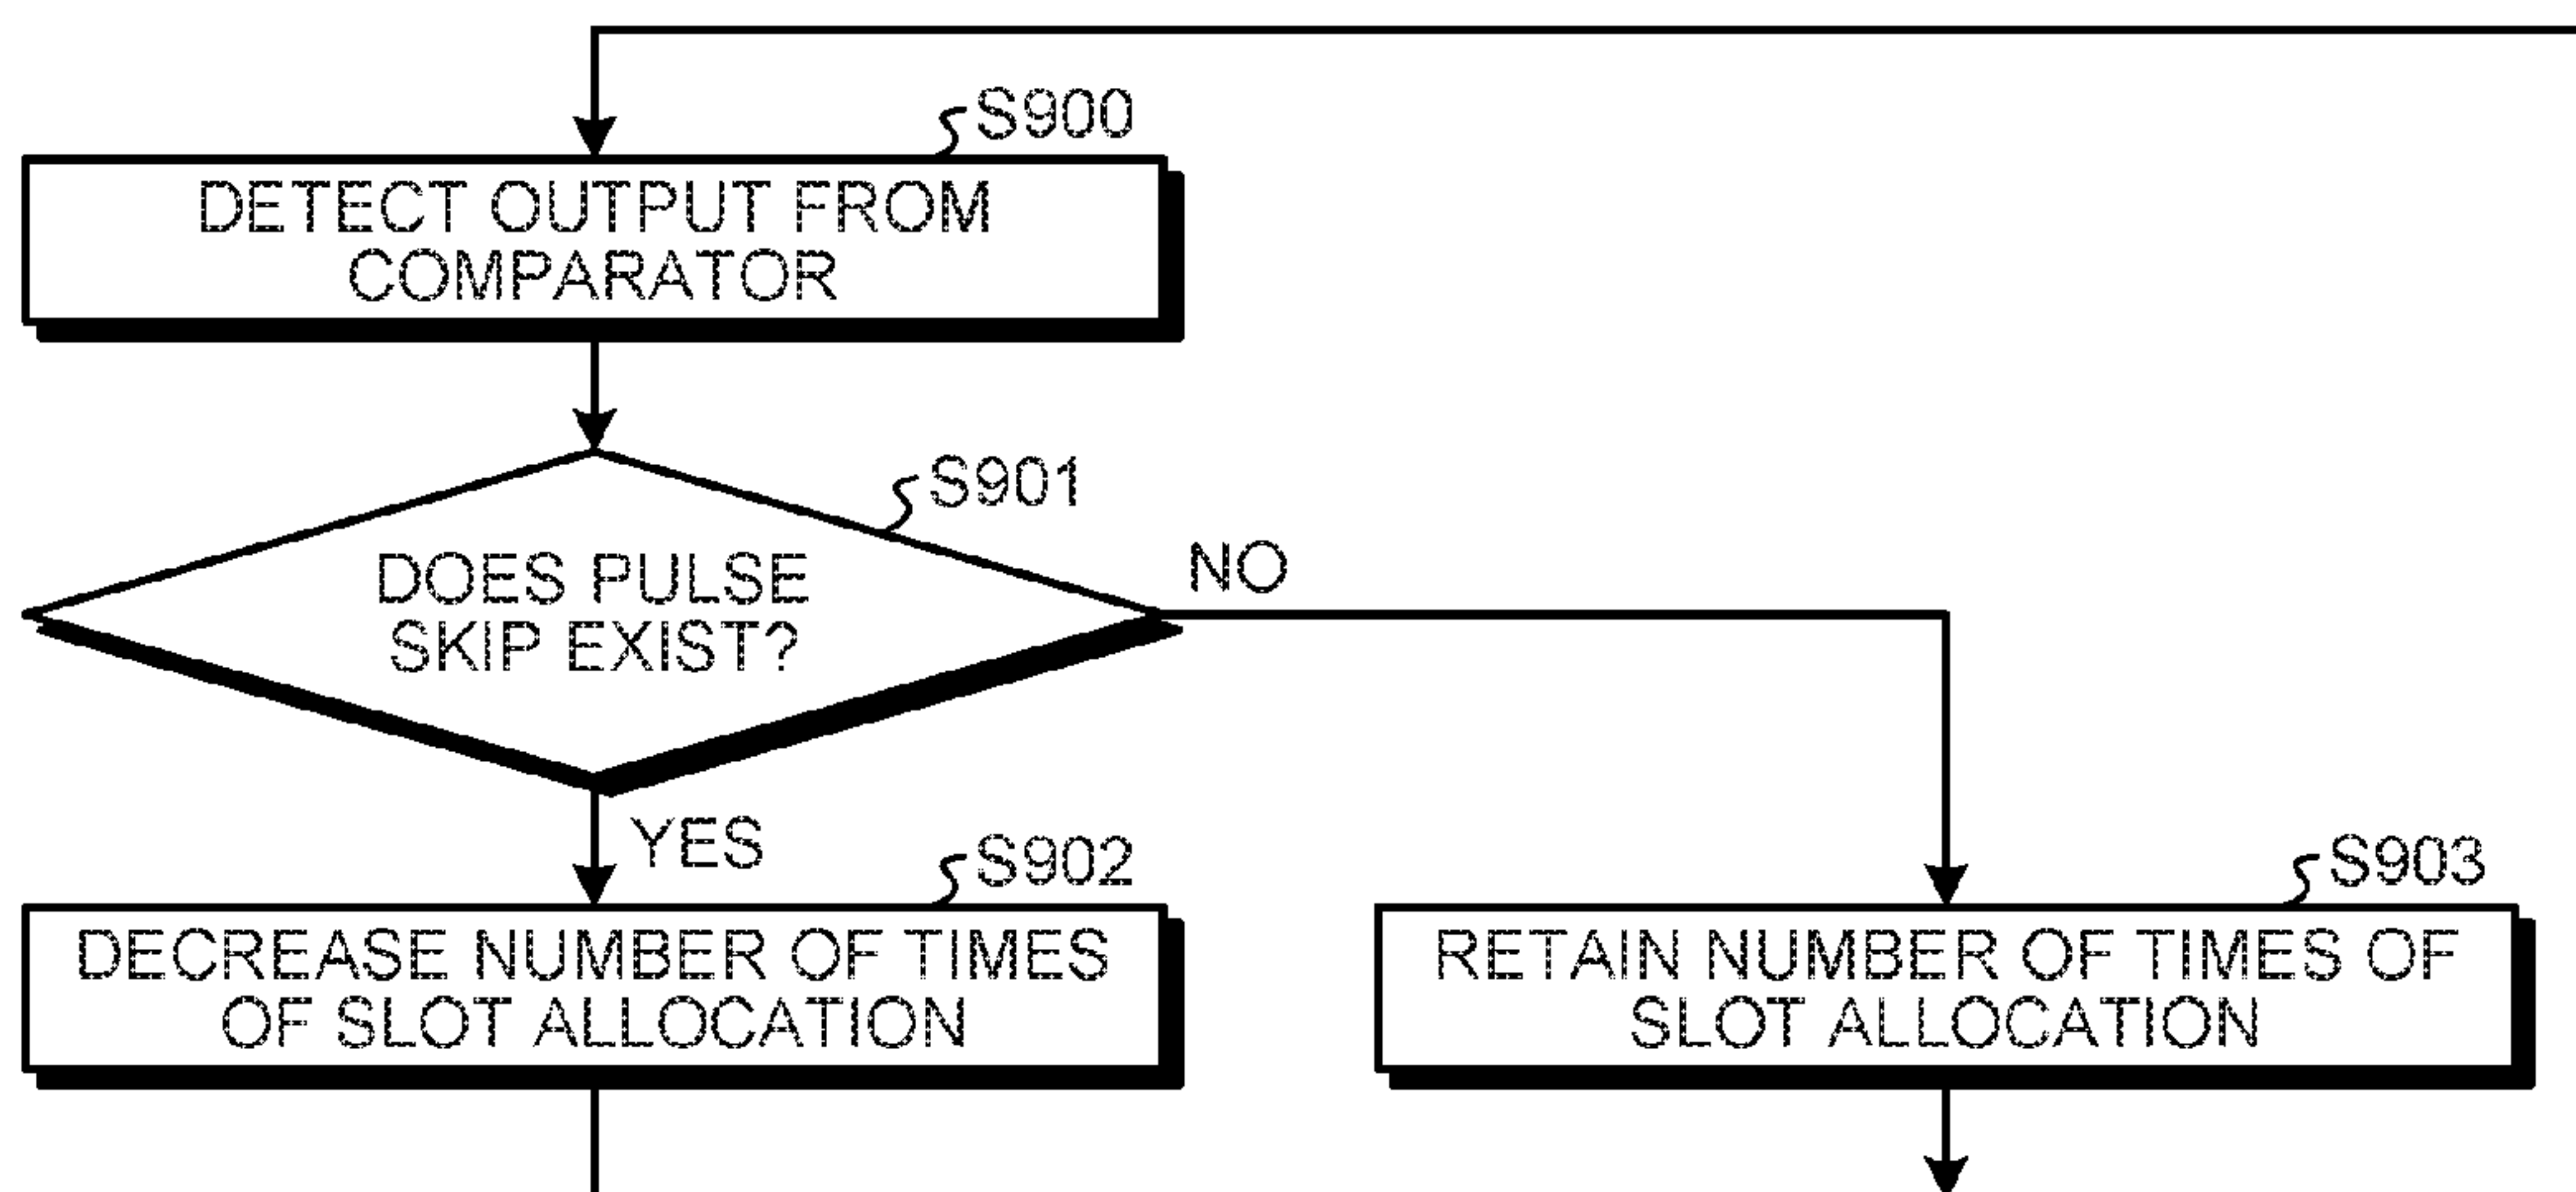 S900
DETECT OUTPUT FROM
COMPARATOR
S901
DOES PULSE
SKIP EXIST?
NO
YES
S902
DECREASE NUMBER OF TIMES
OF SLOT ALLOCATION
S903
RETAIN NUMBER OF TIMES OF
SLOT ALLOCATION